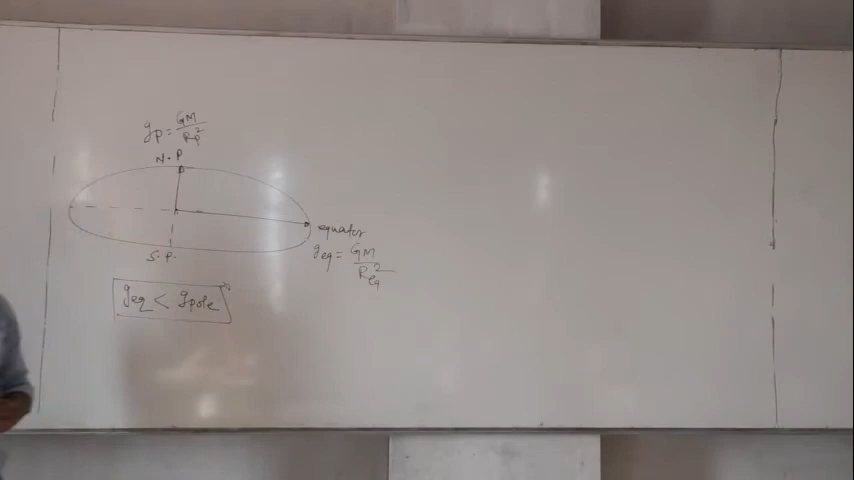 gp = GM/Rp²
N.P
equator
S.P.
geq = GM/Req²
geq < gpole